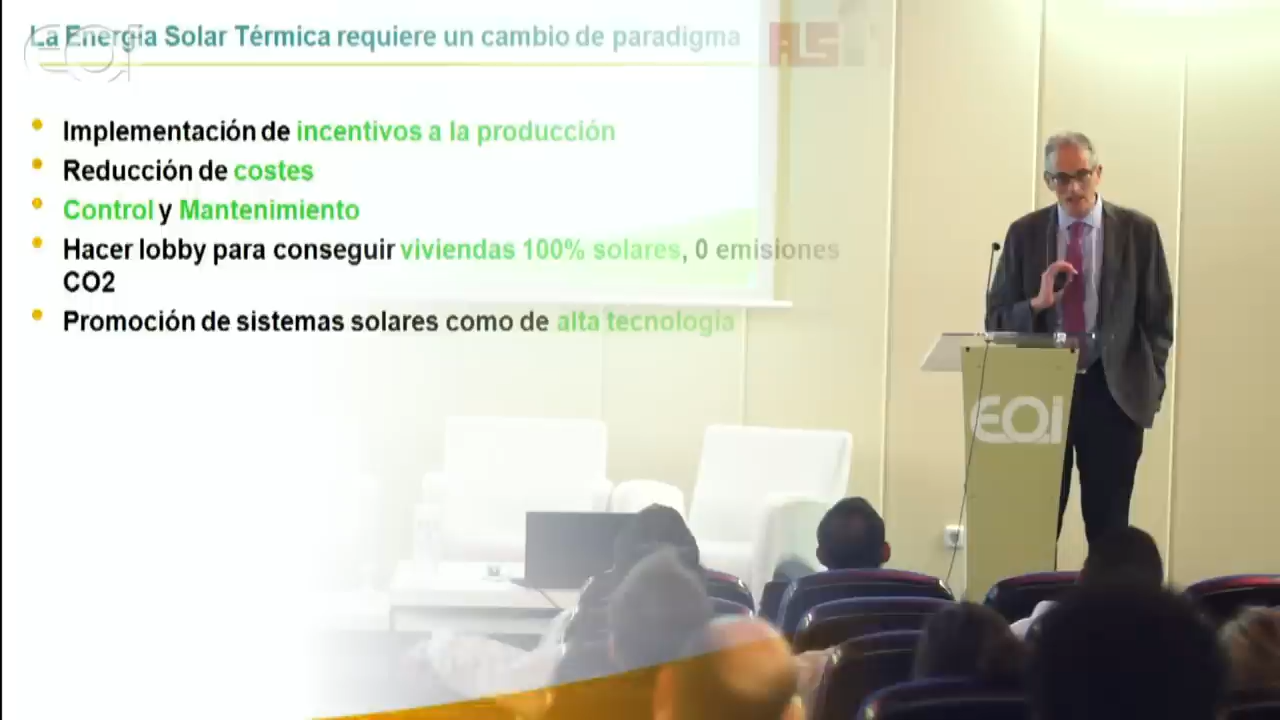 La Energía Solar Térmica requiere un cambio de paradigma
EOi
Implementación de incentivos a la producción
Reducción de costes
Control y Mantenimiento
Hacer lobby para conseguir viviendas 100% solares, 0 emisiones
CO2
Promoción de sistemas solares como de alta tecnología
EOi